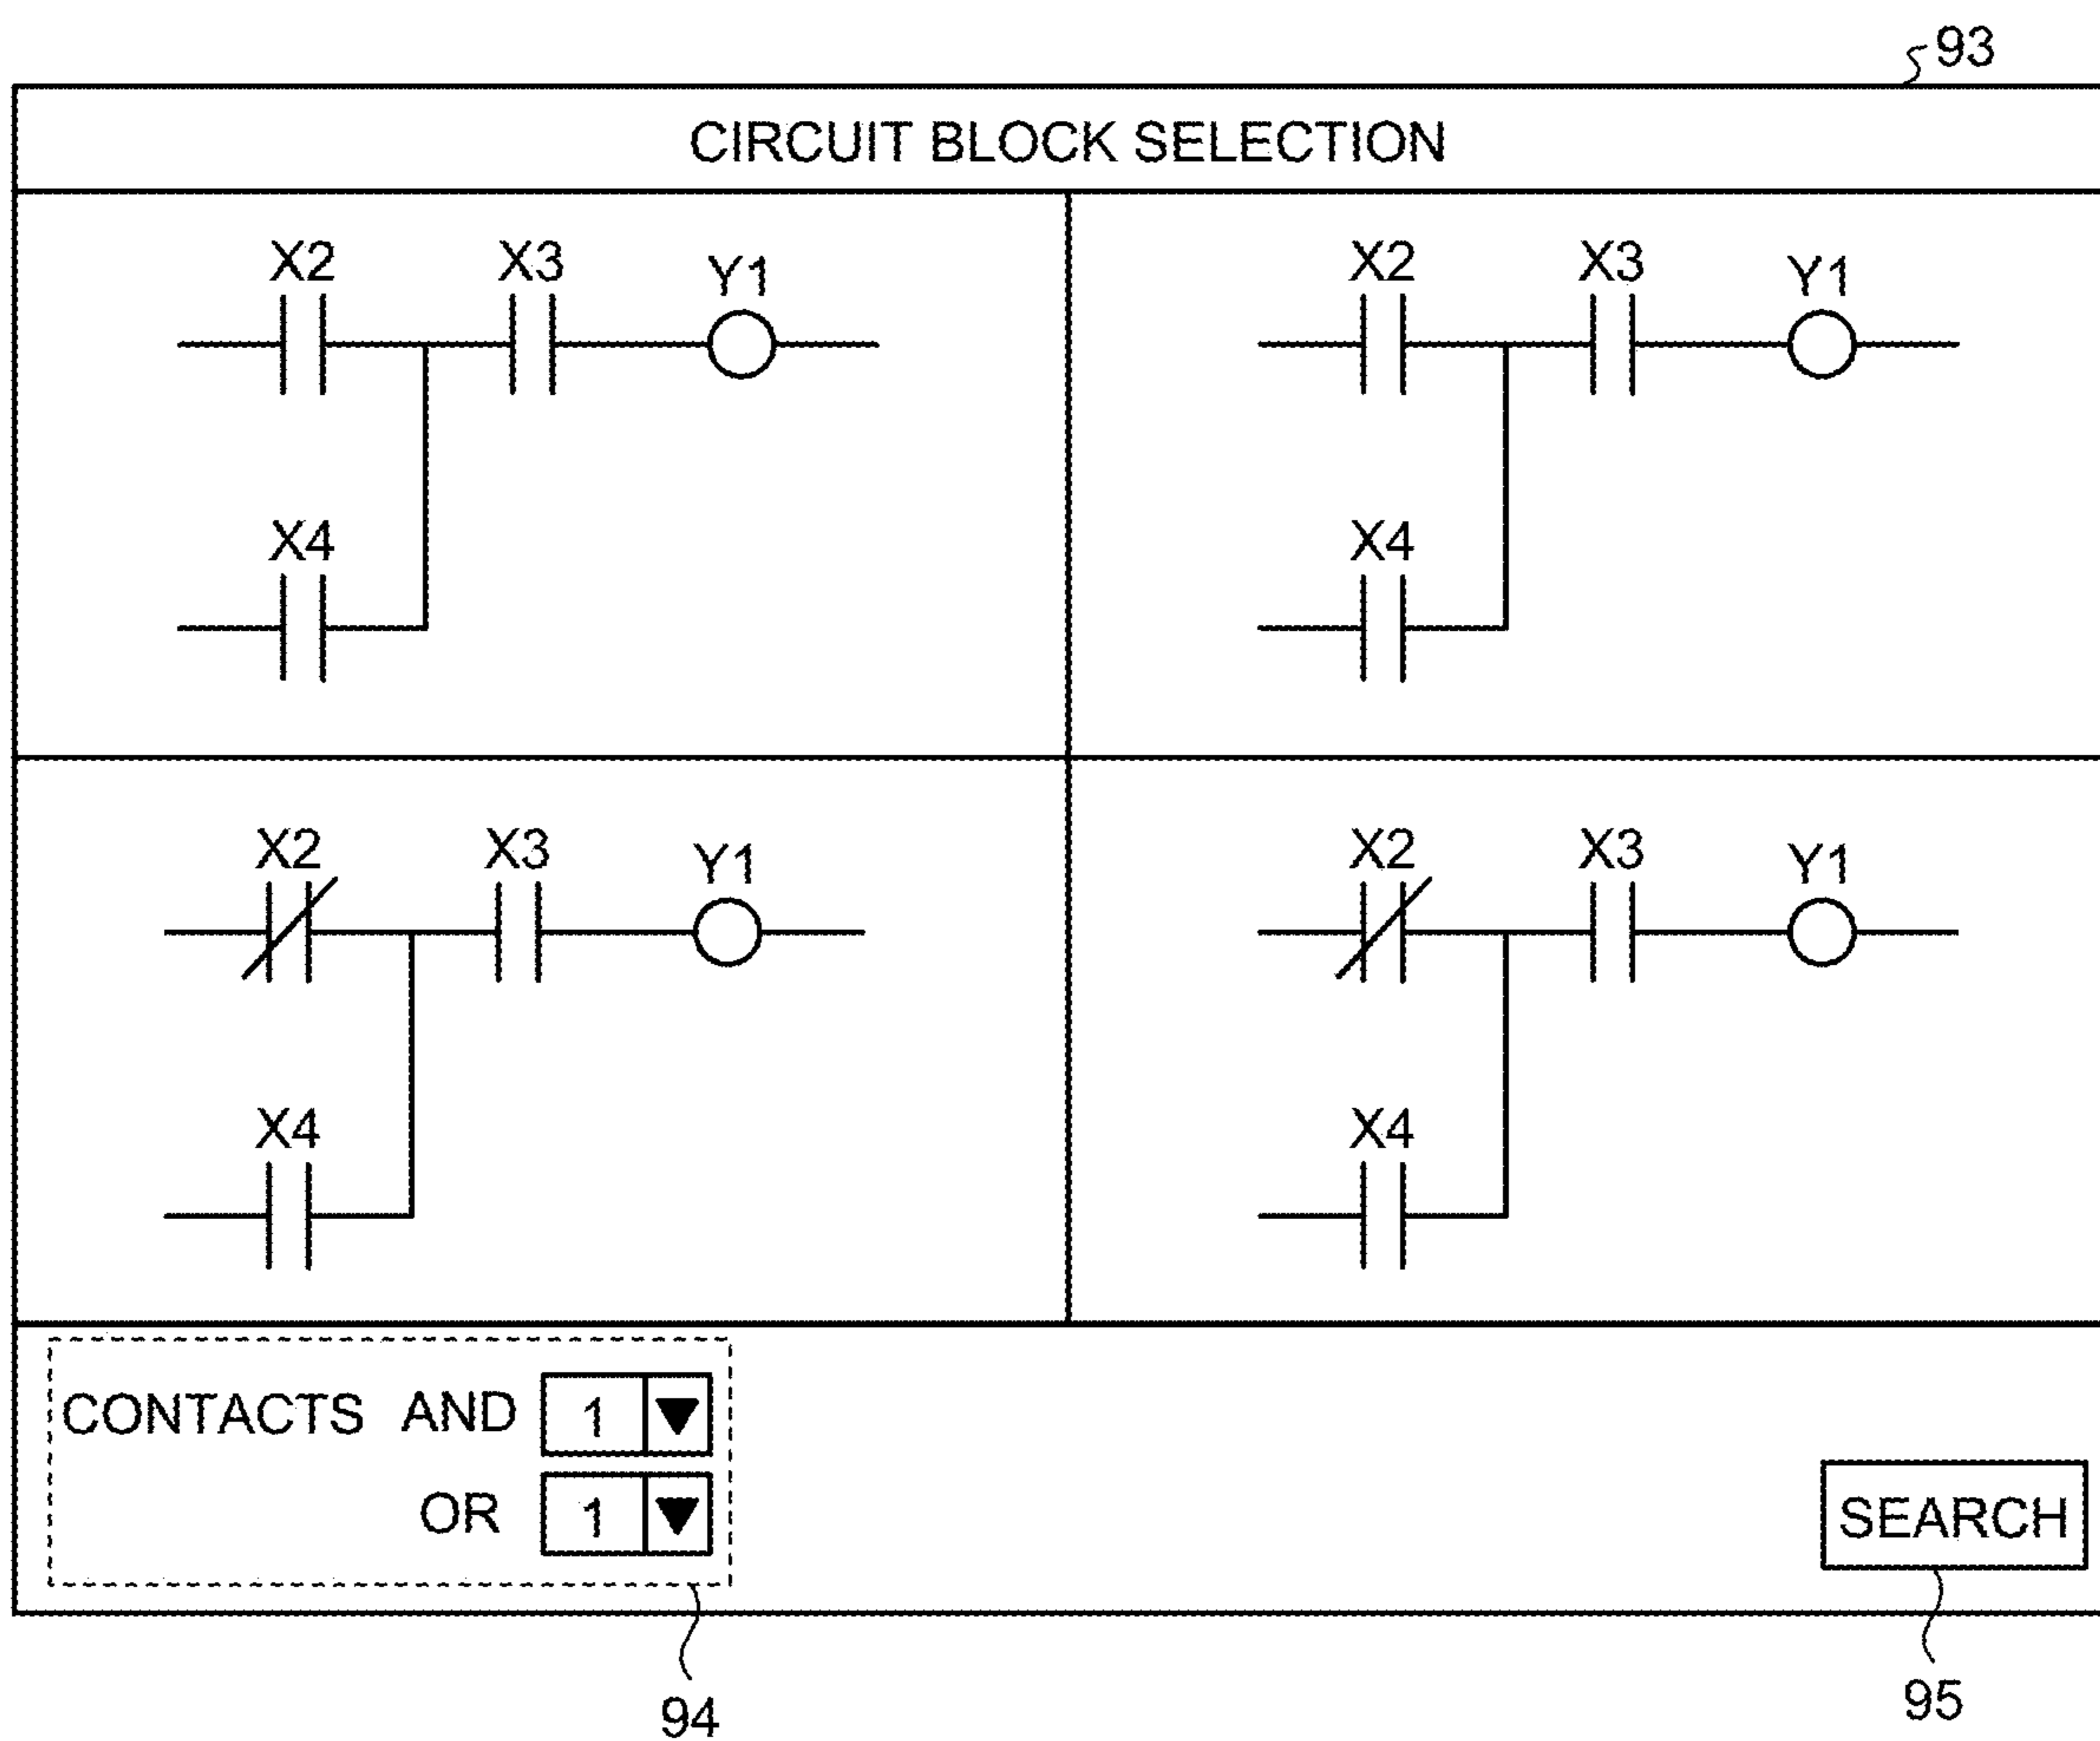 93
CIRCUIT BLOCK SELECTION
X2 X3 Y1
X4
X2 X3 Y1
X4
X2 X3 Y1
X4
X2 X3 Y1
X4
CONTACTS AND 1
OR 1
SEARCH
94
95